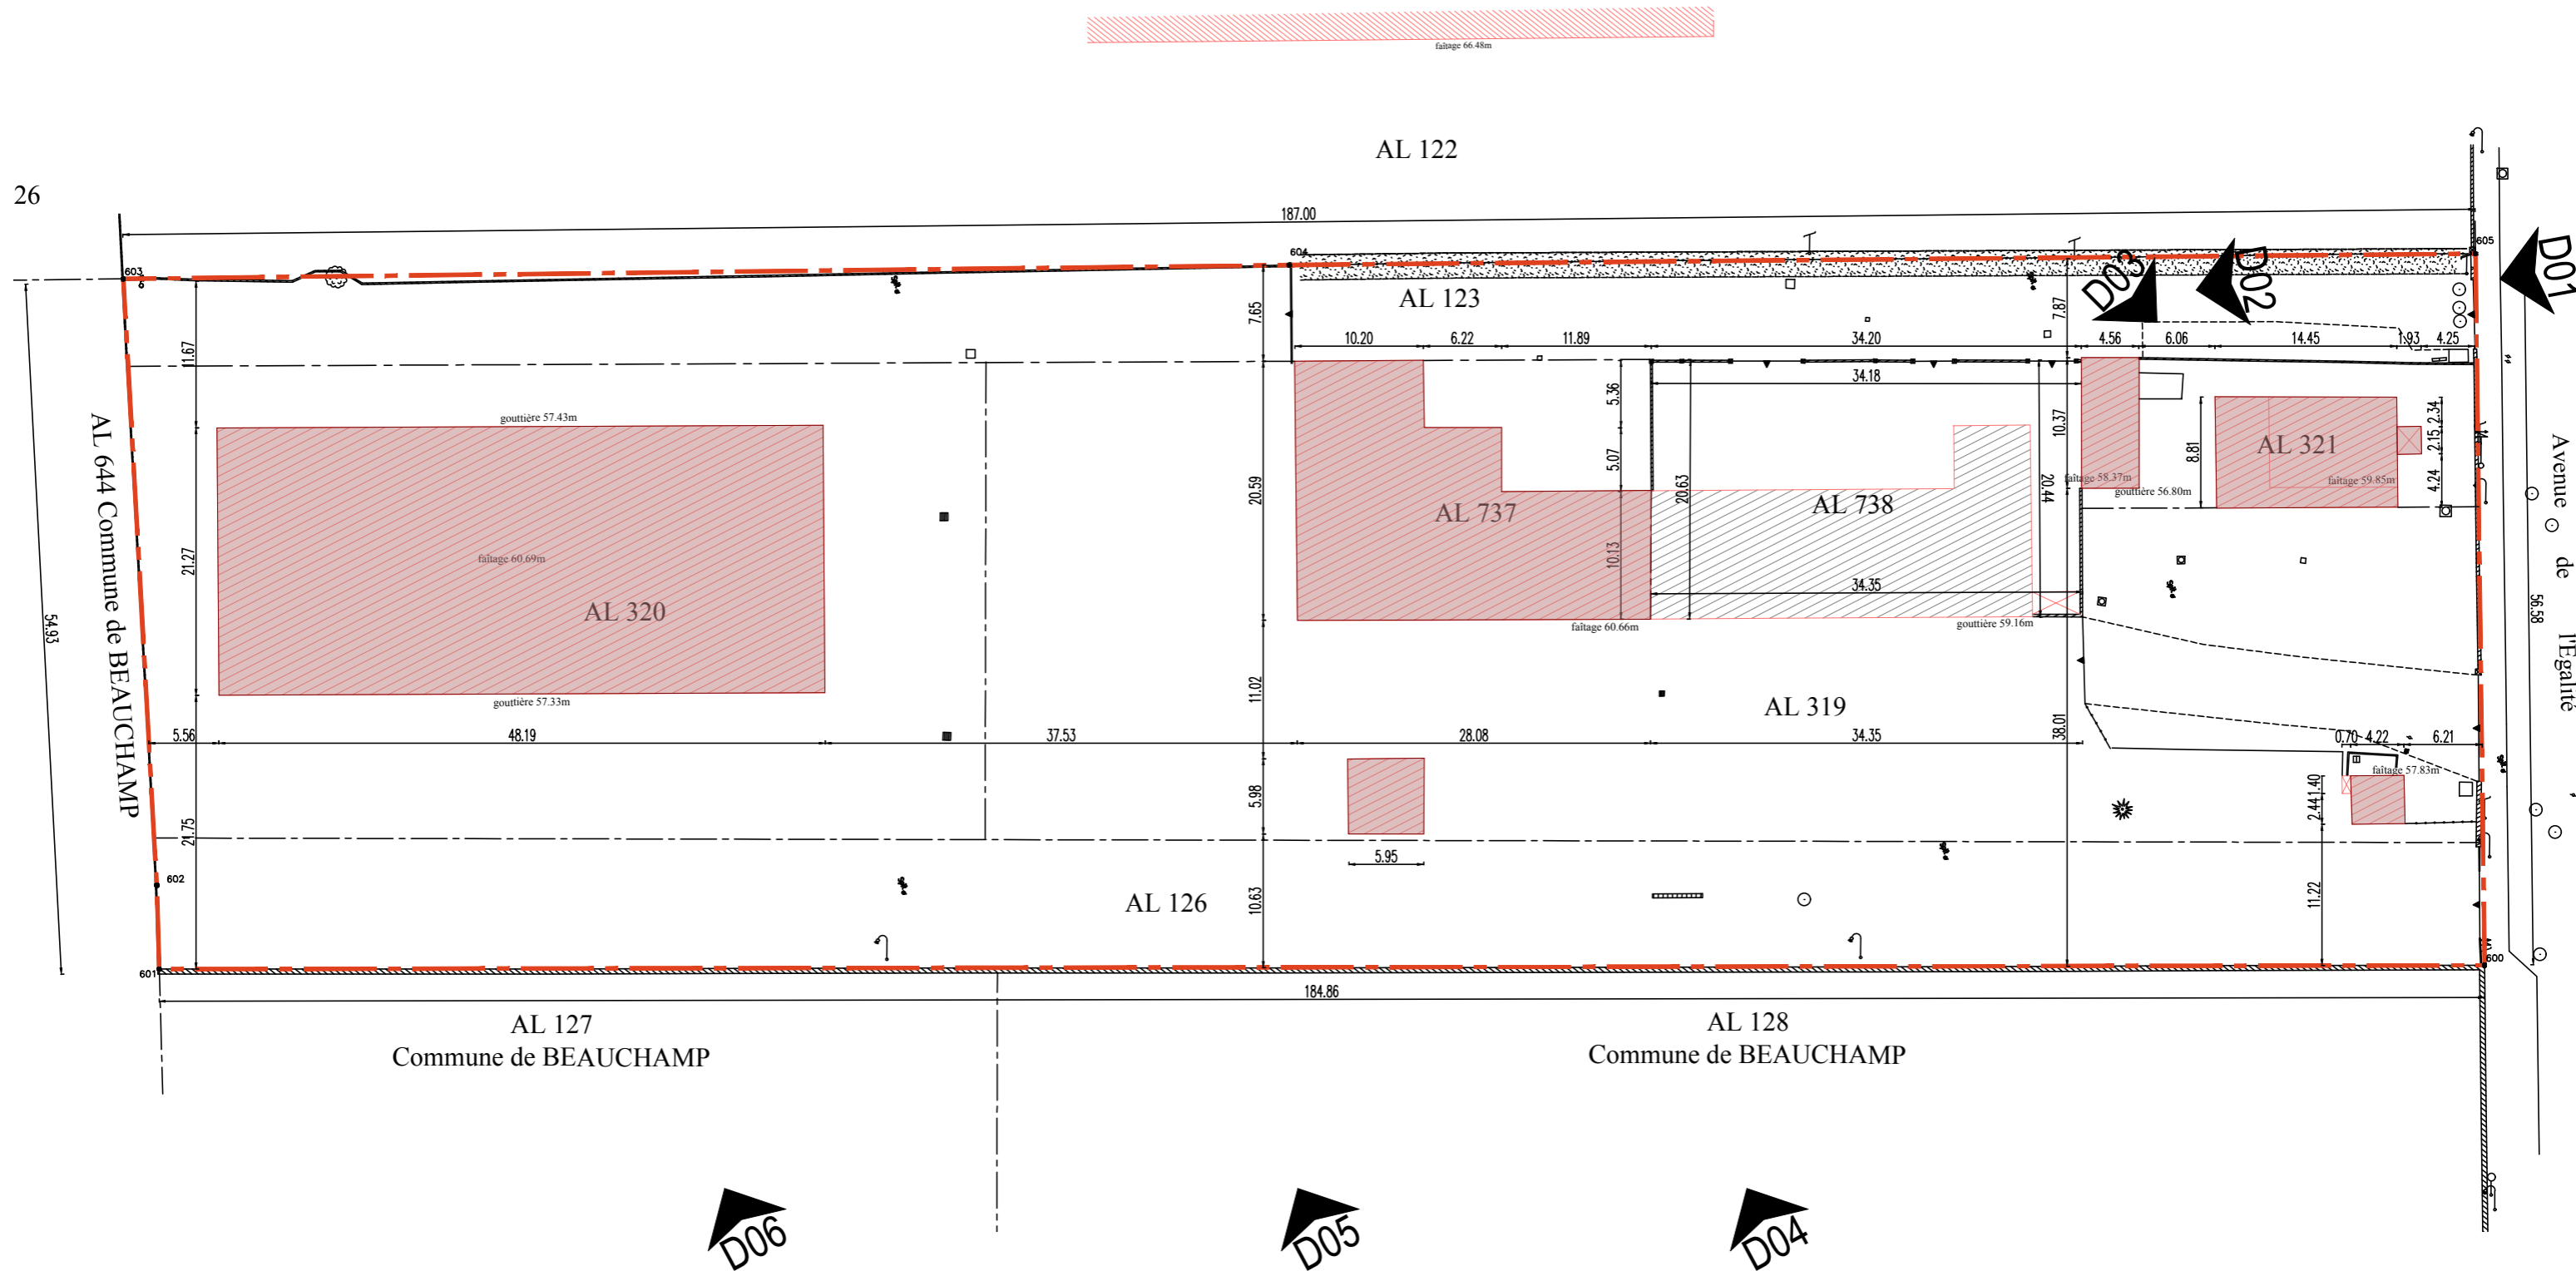 faîtage 66.48m
AL 122
26
187.00
603
604
605
D01
D02
D03
AL 123
7.65
7.87
11.67
10.20
6.22
11.89
34.20
4.56
6.06
14.45
1.93
4.25
34.18
5.36
10.37
2.34
2.15
4.24
8.81
AL 321
faîtage 59.85m
faîtage 58.37m
gouttière 56.80m
gouttière 57.43m
AL 644 Commune de BEAUCHAMP
5.07
20.59
20.63
20.44
AL 737
AL 738
21.27
faîtage 60.69m
AL 320
10.13
34.35
faîtage 60.66m
gouttière 59.16m
54.93
56.58
Avenue de l'Egalité
gouttière 57.33m
11.02
AL 319
5.56
48.19
37.53
28.08
34.35
38.01
0.70
4.22
6.21
faîtage 57.83m
1.40
2.44
5.98
21.75
5.95
11.22
602
AL 126
10.63
601
600
184.86
AL 127
Commune de BEAUCHAMP
AL 128
Commune de BEAUCHAMP
D06
D05
D04